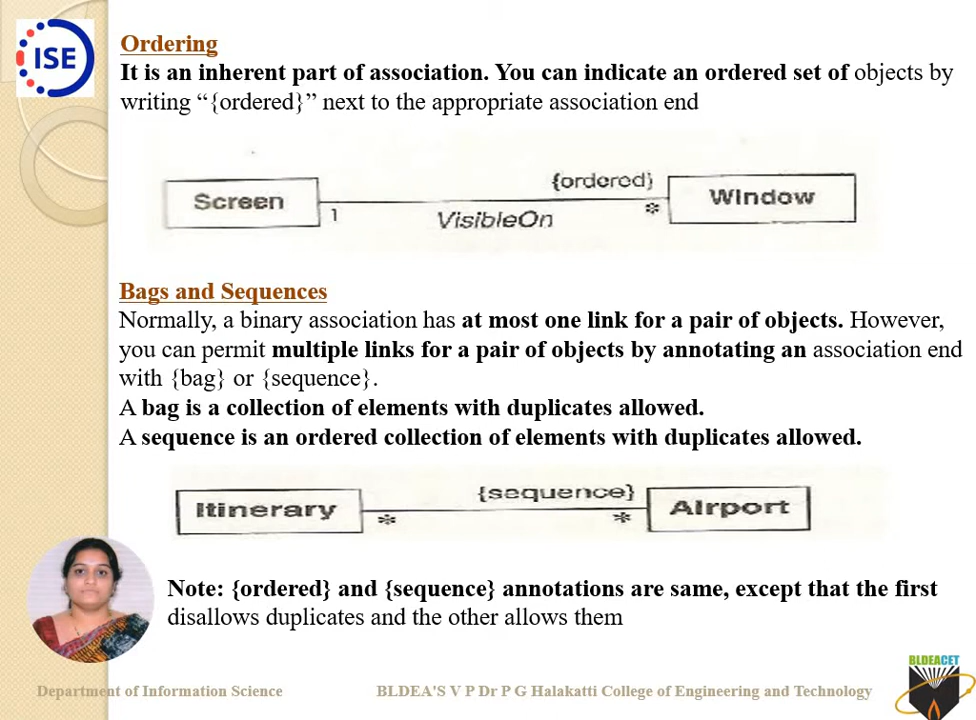 ISE
Ordering
It is an inherent part of association. You can indicate an ordered set of objects by
writing “{ordered}” next to the appropriate association end
{ordered}
Screen
Window
1
VisibleOn
*
Bags and Sequences
Normally, a binary association has at most one link for a pair of objects. However,
you can permit multiple links for a pair of objects by annotating an association end
with {bag} or {sequence}.
A bag is a collection of elements with duplicates allowed.
A sequence is an ordered collection of elements with duplicates allowed.
{sequence}
Itinerary
Airport
*
*
Note: {ordered} and {sequence} annotations are same, except that the first
disallows duplicates and the other allows them
BLDEACET
Department of Information Science
BLDEA'S V P Dr P G Halakatti College of Engineering and Technology